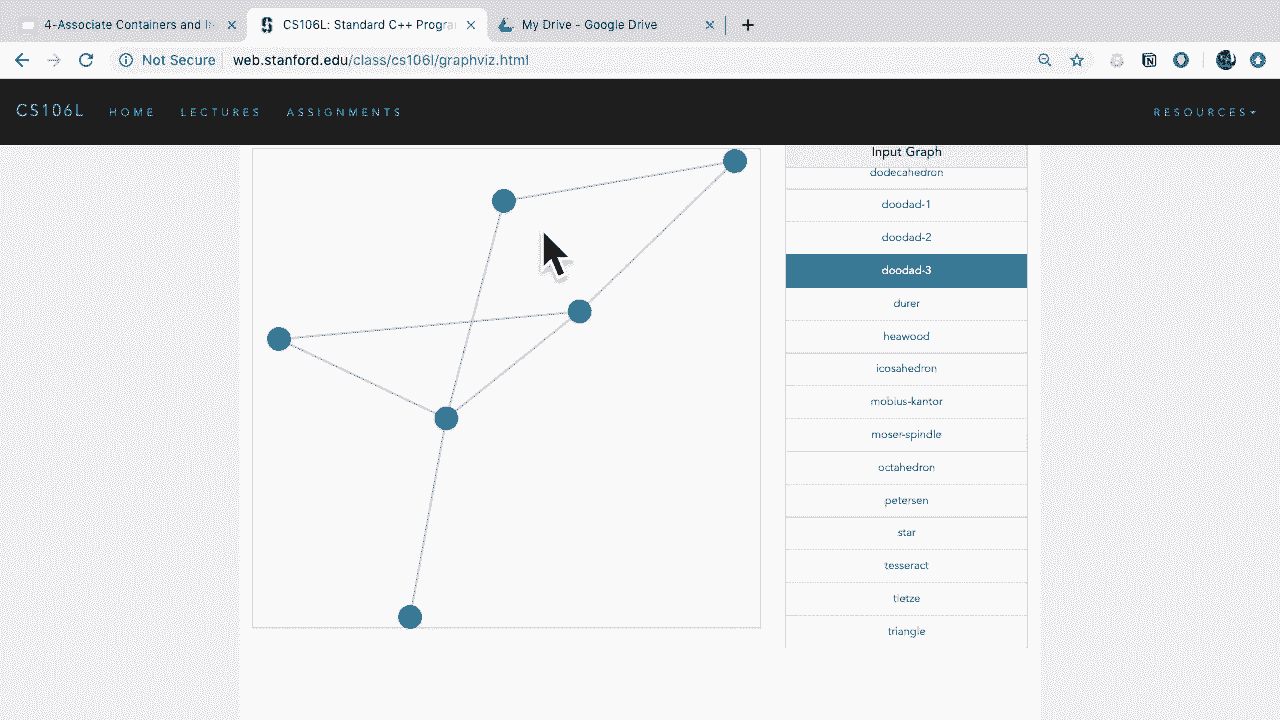 4-Associate Containers and I
CS106L: Standard C++ Progra
My Drive - Google Drive
Not Secure
web.stanford.edu/class/cs106l/graphviz.html
CS106L
HOME
LECTURES
ASSIGNMENTS
RESOURCES
Input Graph
dodecahedron
doodad-1
doodad-2
doodad-3
durer
heawood
icosahedron
mobius-kantor
moser-spindle
octahedron
petersen
star
tesseract
tietze
triangle